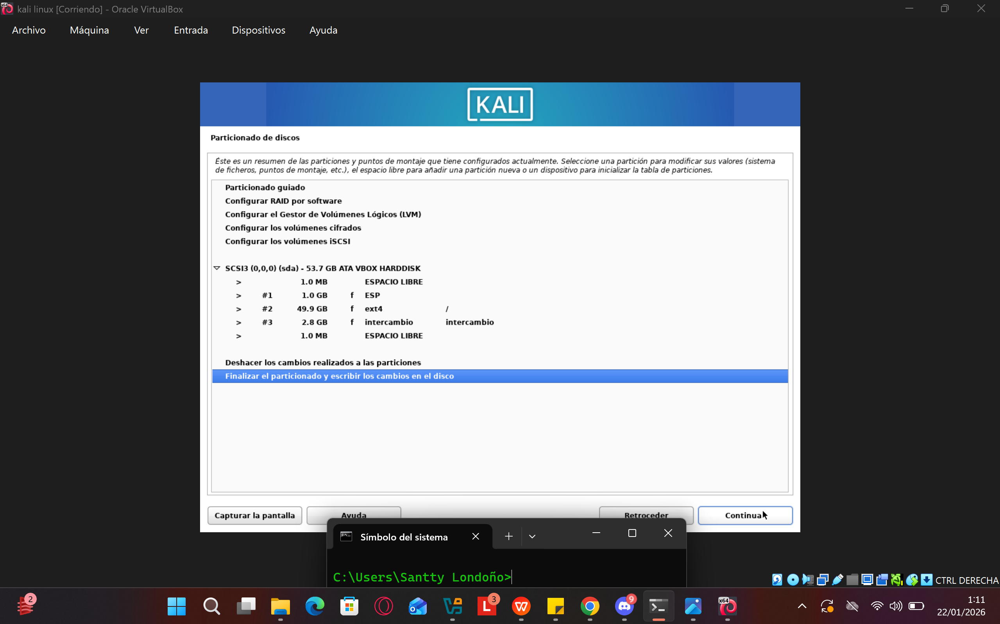 kali linux [Corriendo] - Oracle VirtualBox
Archivo Máquina Ver Entrada Dispositivos Ayuda
KALI
Particionado de discos
Éste es un resumen de las particiones y puntos de montaje que tiene configurados actualmente. Seleccione una partición para modificar sus valores (sistema
de ficheros, puntos de montaje, etc.), el espacio libre para añadir una partición nueva o un dispositivo para inicializar la tabla de particiones.
Particionado guiado
Configurar RAID por software
Configurar el Gestor de Volúmenes Lógicos (LVM)
Configurar los volúmenes cifrados
Configurar los volúmenes iSCSI
SCSI3 (0,0,0) (sda) - 53.7 GB ATA VBOX HARDDISK
> 1.0 MB ESPACIO LIBRE
> #1 1.0 GB f ESP
> #2 49.9 GB f ext4 /
> #3 2.8 GB f intercambio intercambio
> 1.0 MB ESPACIO LIBRE
Deshacer los cambios realizados a las particiones
Finalizar el particionado y escribir los cambios en el disco
Capturar la pantalla Ayuda Retroceder Continuar
Símbolo del sistema
C:\Users\Santty Londoño>
CTRL DERECHA
2
3
9
x64
1:11
22/01/2026